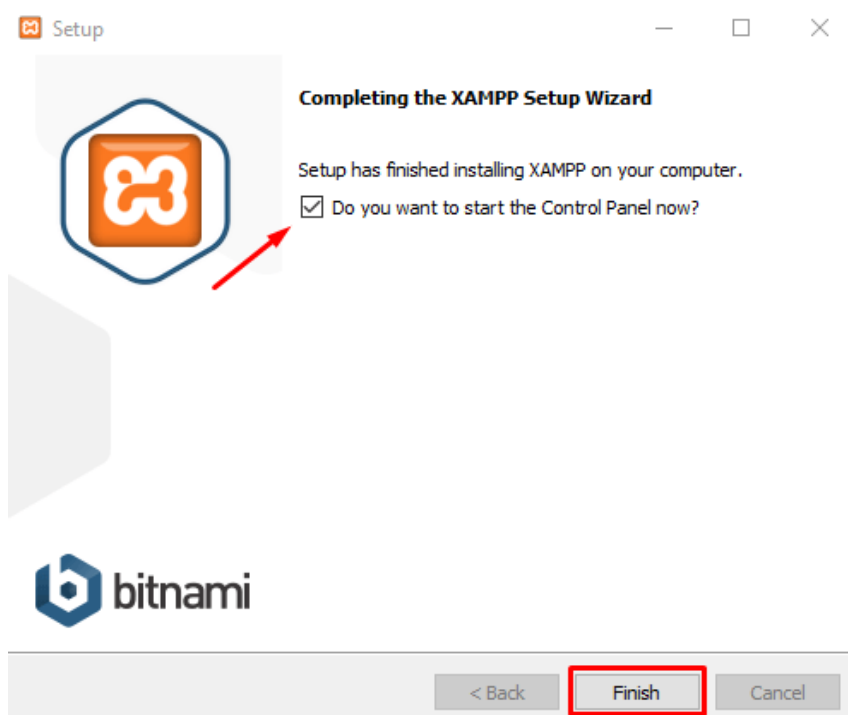 Setup
Completing the XAMPP Setup Wizard
Setup has finished installing XAMPP on your computer.
Do you want to start the Control Panel now?
bitnami
< Back Finish Cancel